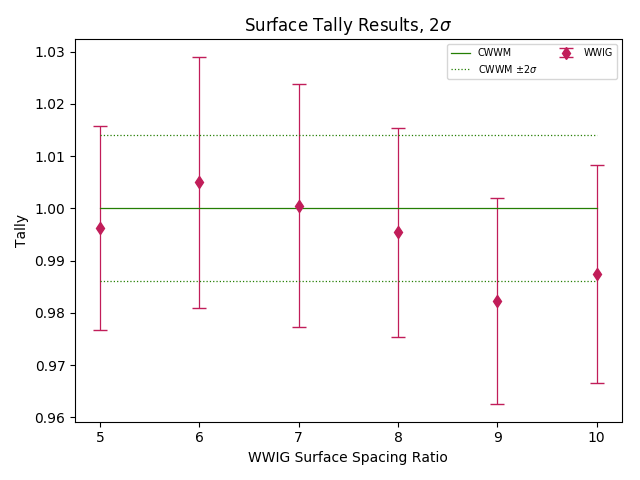 Surface Tally Results, 2σ
CWWM
CWWM ±2σ
WWIG
1.03
1.02
1.01
1.00
0.99
0.98
0.97
0.96
Tally
5 6 7 8 9 10
WWIG Surface Spacing Ratio